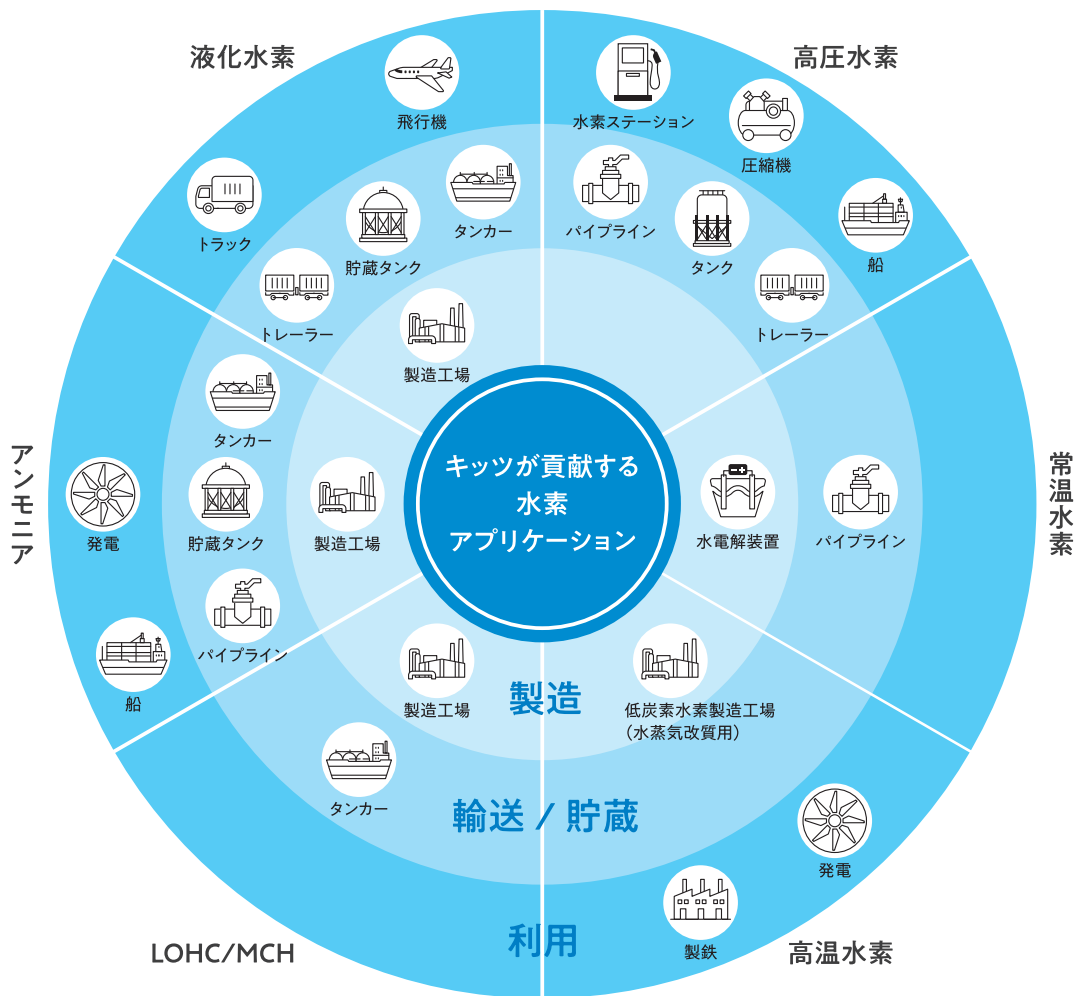 液化水素
高圧水素
飛行機
水素ステーション
圧縮機
トラック
タンカー
貯蔵タンク
トレーラー
パイプライン
タンク
船
トレーラー
製造工場
アンモニア
タンカー
発電
貯蔵タンク
製造工場
パイプライン
船
キッツが貢献する
水素
アプリケーション
水電解装置
パイプライン
常温水素
製造工場
製造
低炭素水素製造工場
（水蒸気改質用）
タンカー
輸送 / 貯蔵
発電
製鉄
利用
LOHC/MCH
高温水素